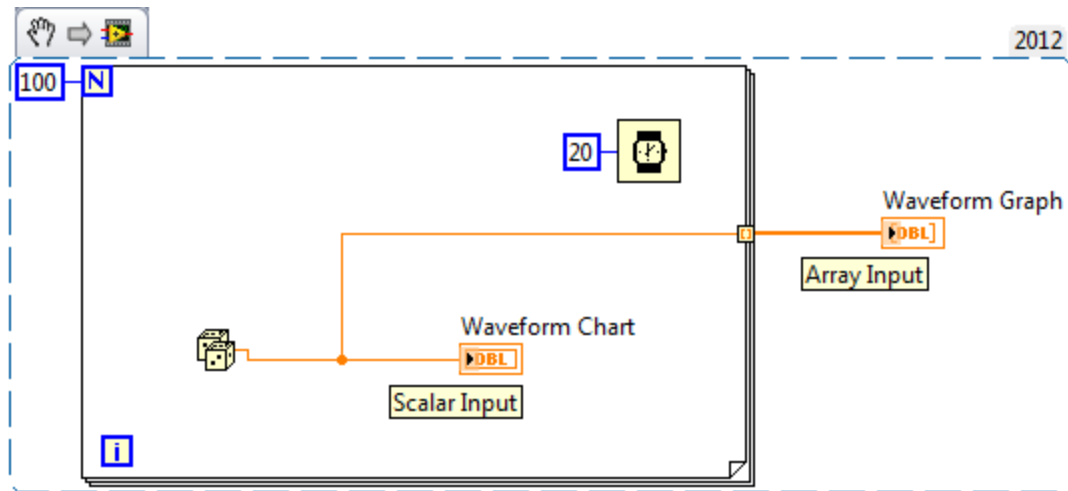 2012
100
N
20
Waveform Graph
DBL]
Array Input
Waveform Chart
DBL
Scalar Input
i